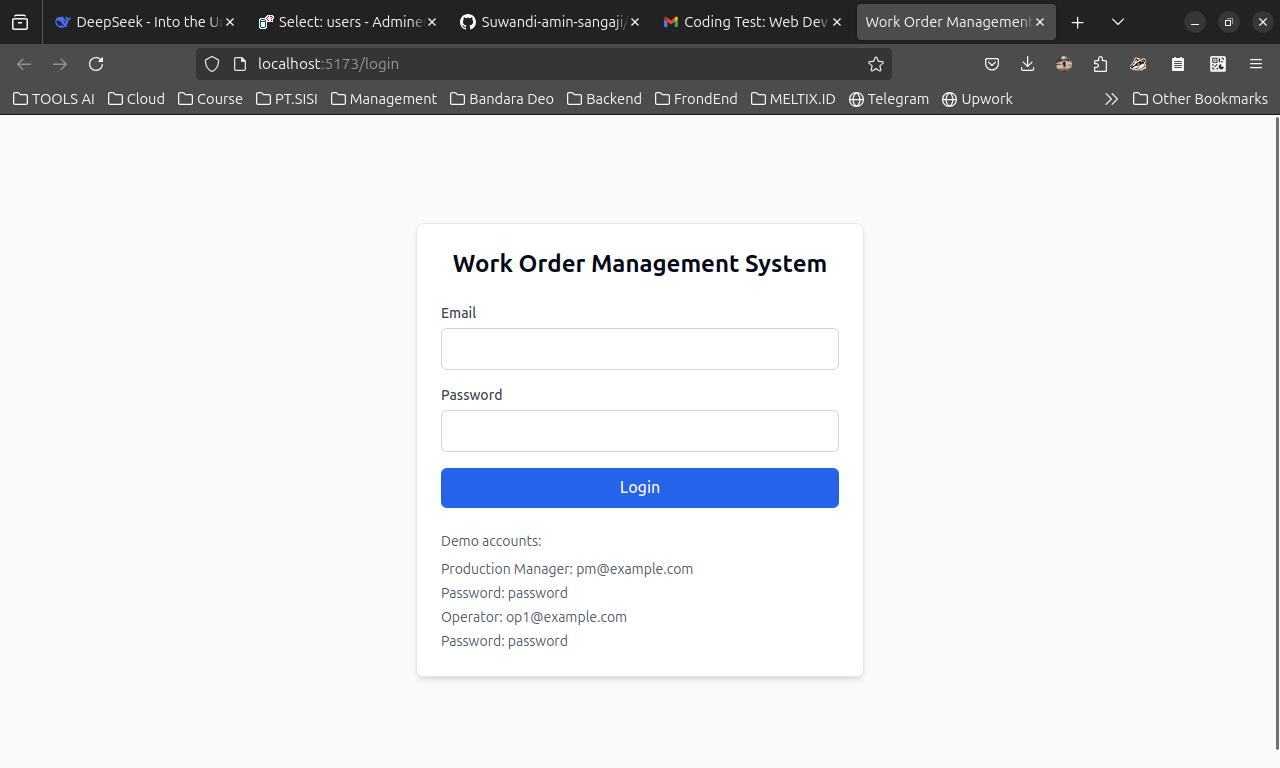 DeepSeek - Into the Un
Select: users - Adminer
Suwandi-amin-sangaji/
Coding Test: Web Dev
Work Order Management
localhost:5173/login
TOOLS AI Cloud Course PT.SISI Management Bandara Deo Backend FrondEnd MELTIX.ID Telegram Upwork Other Bookmarks
Work Order Management System
Email
Password
Login
Demo accounts:
Production Manager: pm@example.com
Password: password
Operator: op1@example.com
Password: password